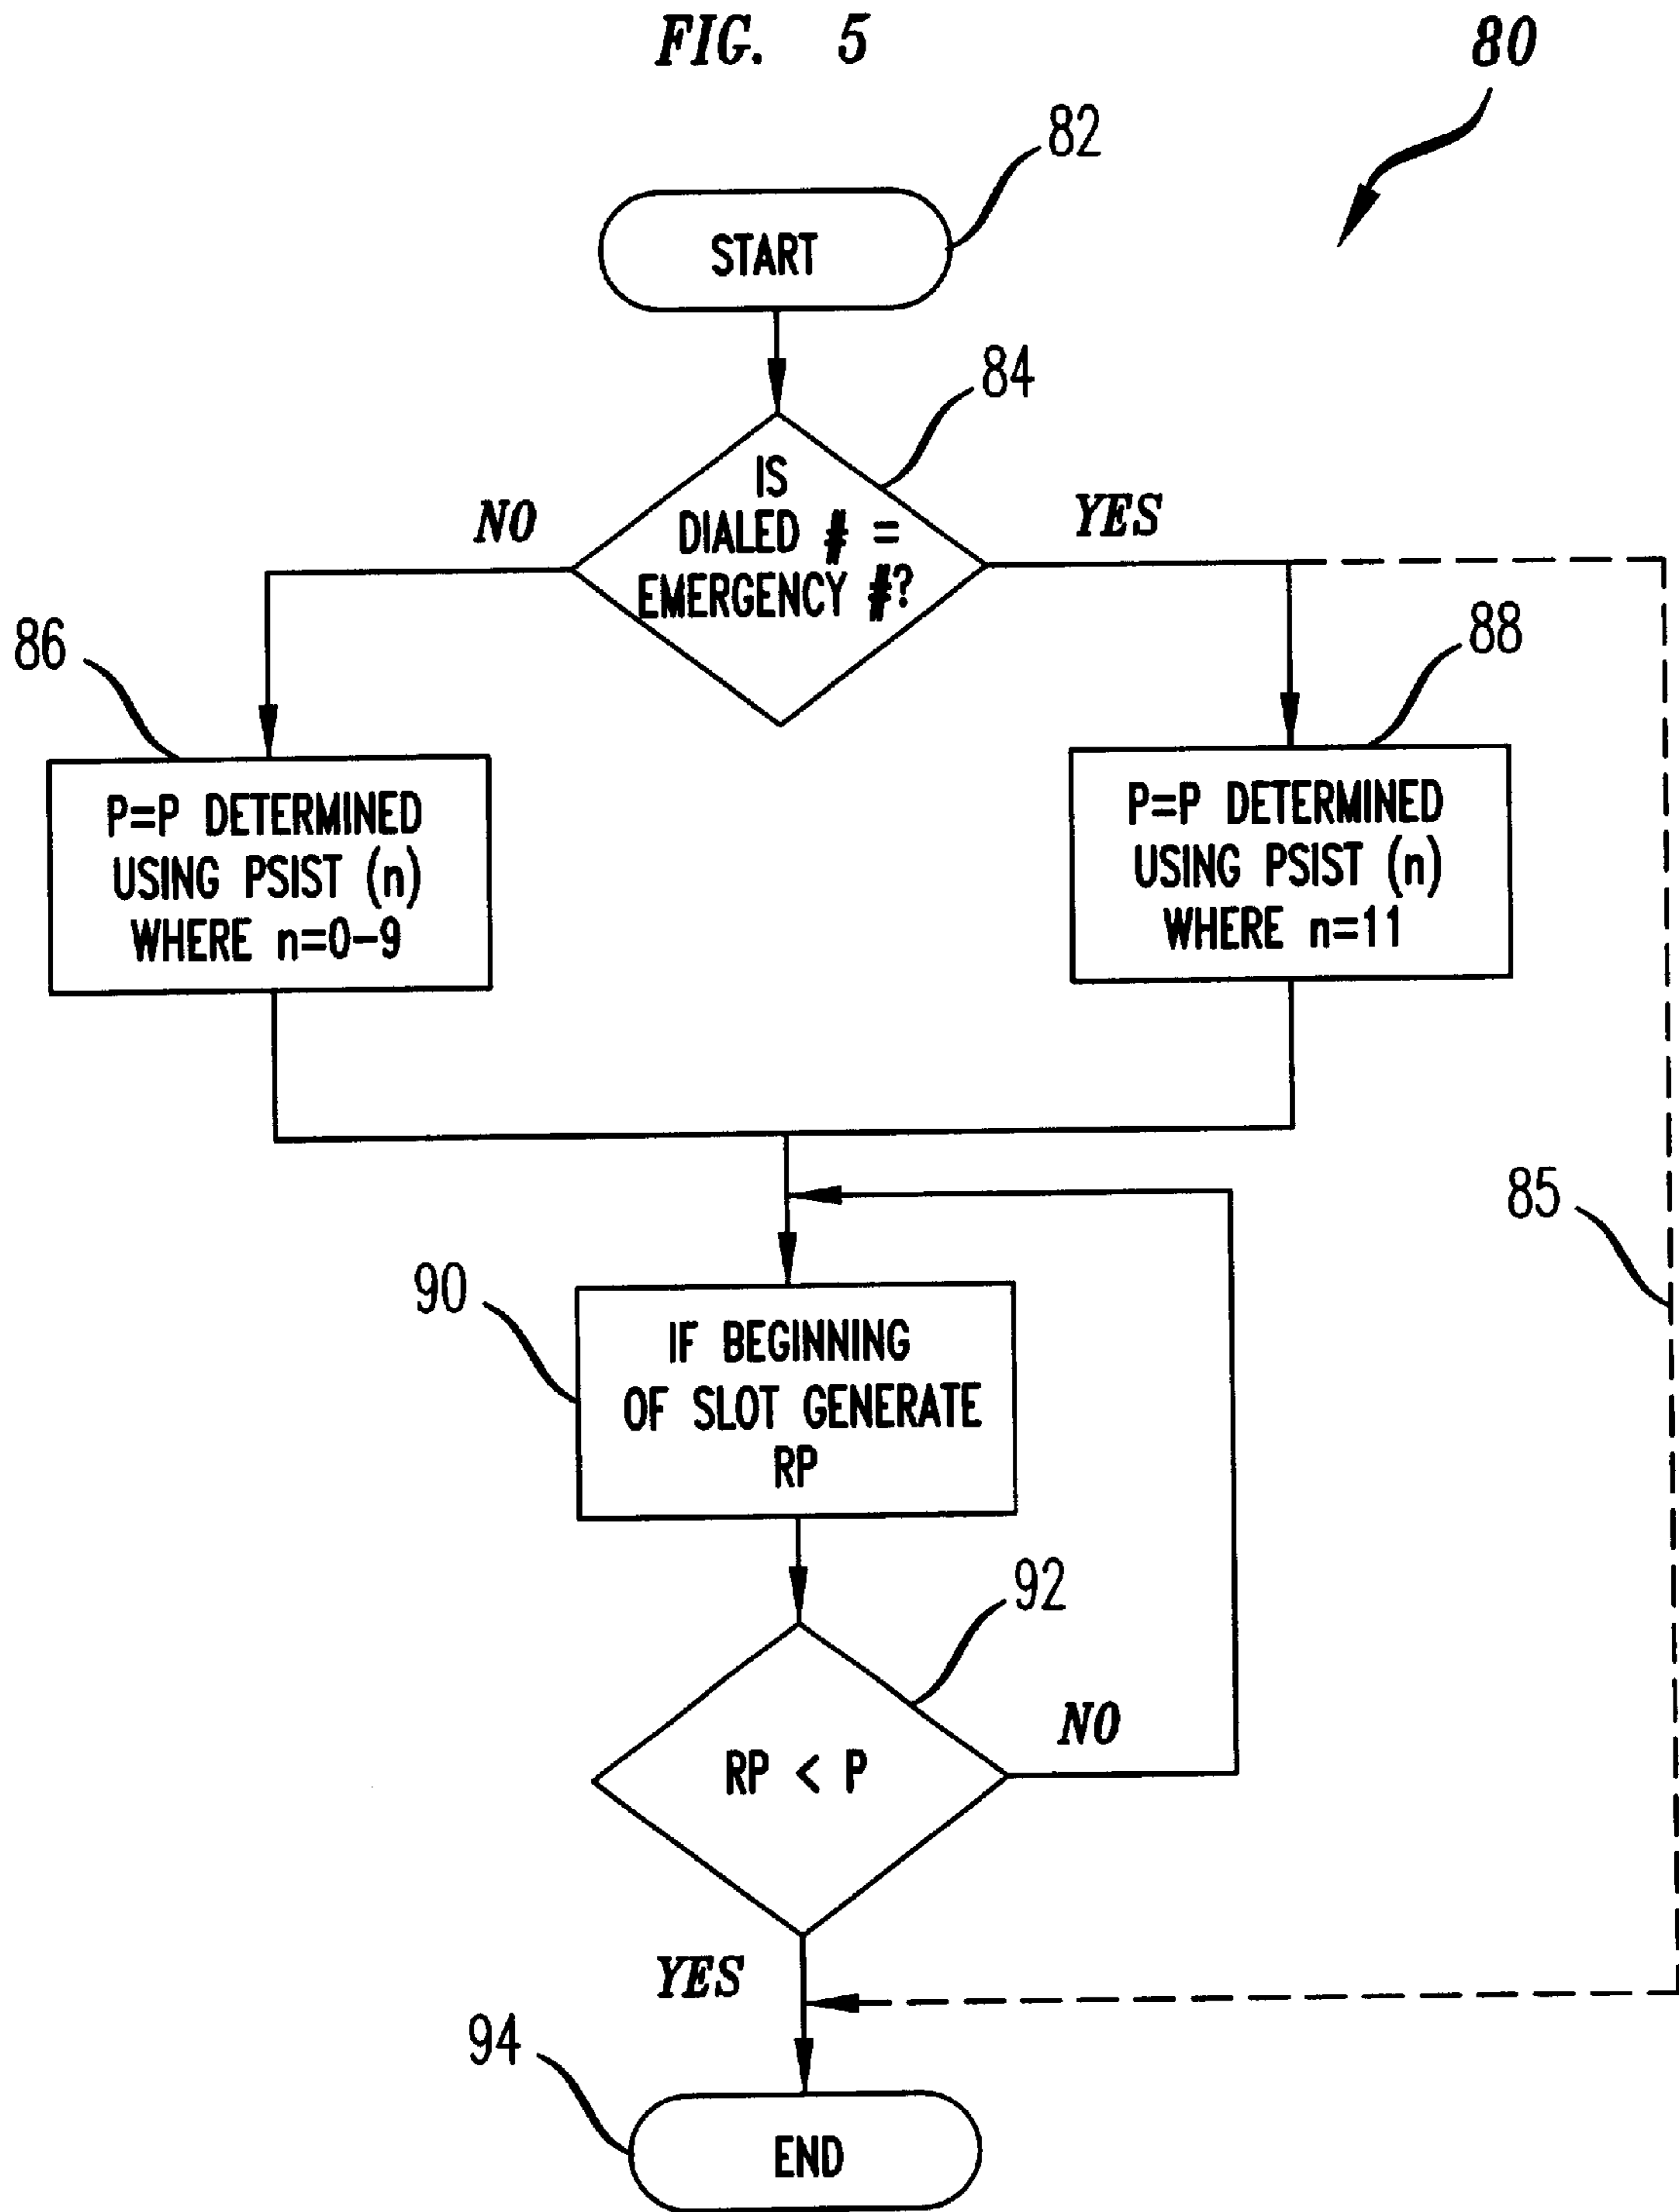 FIG. 5
80
82
START
84
IS
DIALED # =
EMERGENCY #?
NO
YES
86
88
P=P DETERMINED
USING PSIST (n)
WHERE n=0-9
P=P DETERMINED
USING PSIST (n)
WHERE n=11
85
90
IF BEGINNING
OF SLOT GENERATE
RP
92
RP < P
NO
YES
94
END